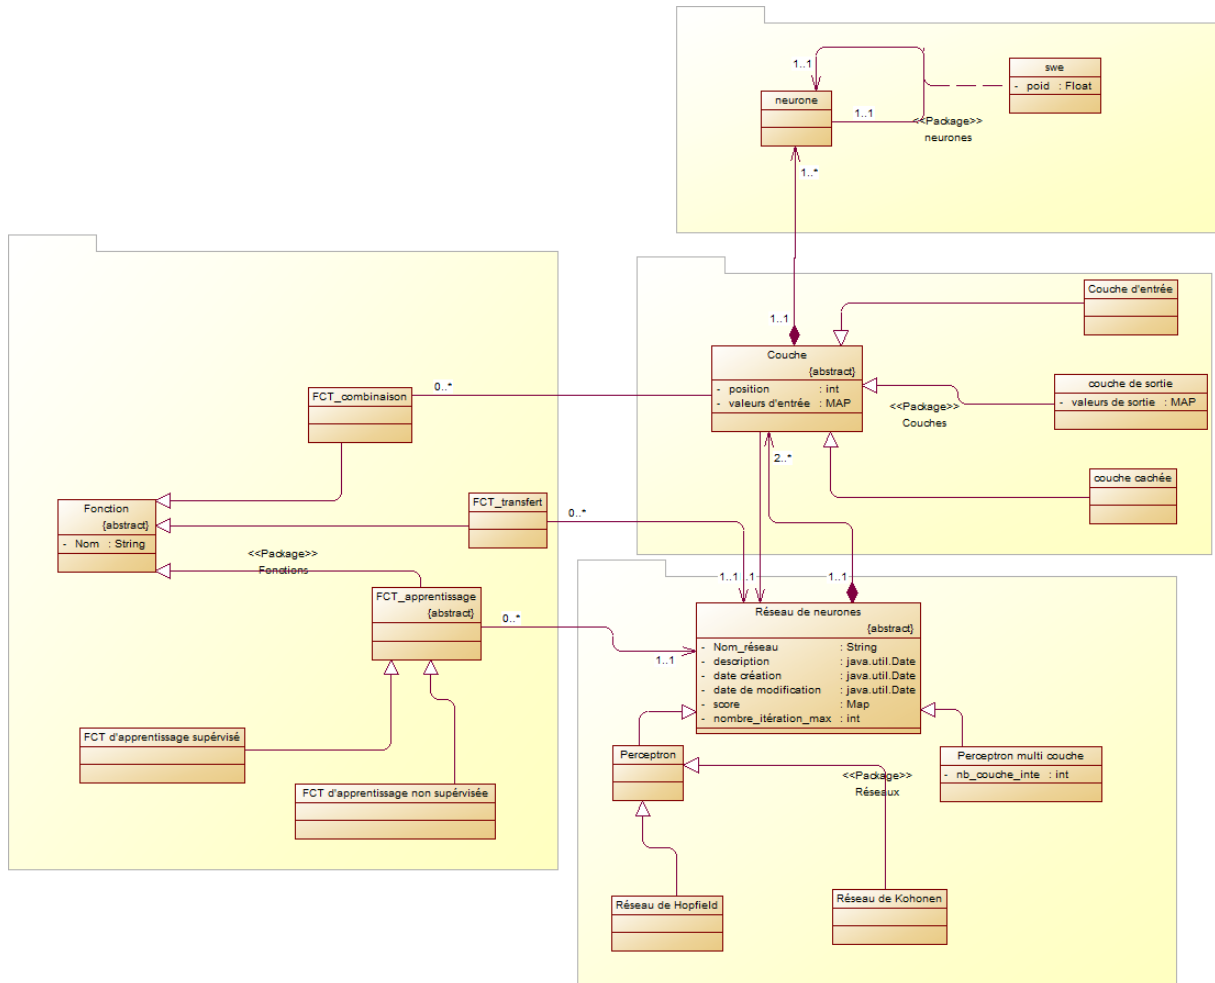 swe
- poid : Float
1..1
neurone
1..1
<<Package>>
neurones
1..*
Couche d'entrée
1..1
Couche
{abstract}
- position : int
- valeurs d'entrée : MAP
couche de sortie
- valeurs de sortie : MAP
<<Package>>
Couches
0..*
FCT_combinaison
2..*
couche cachée
Fonction
{abstract}
- Nom : String
FCT_transfert
0..*
<<Package>>
Fonctions
1..1
.1
1..1
FCT_apprentissage
{abstract}
0..*
1..1
Réseau de neurones
{abstract}
- Nom_réseau : String
- description : java.util.Date
- date création : java.util.Date
- date de modification : java.util.Date
- score : Map
- nombre_itération_max : int
FCT d'apprentissage supérvisé
FCT d'apprentissage non supérvisée
Perceptron
<<Package>>
Réseaux
Perceptron multi couche
- nb_couche_inte : int
Réseau de Hopfield
Réseau de Kohonen